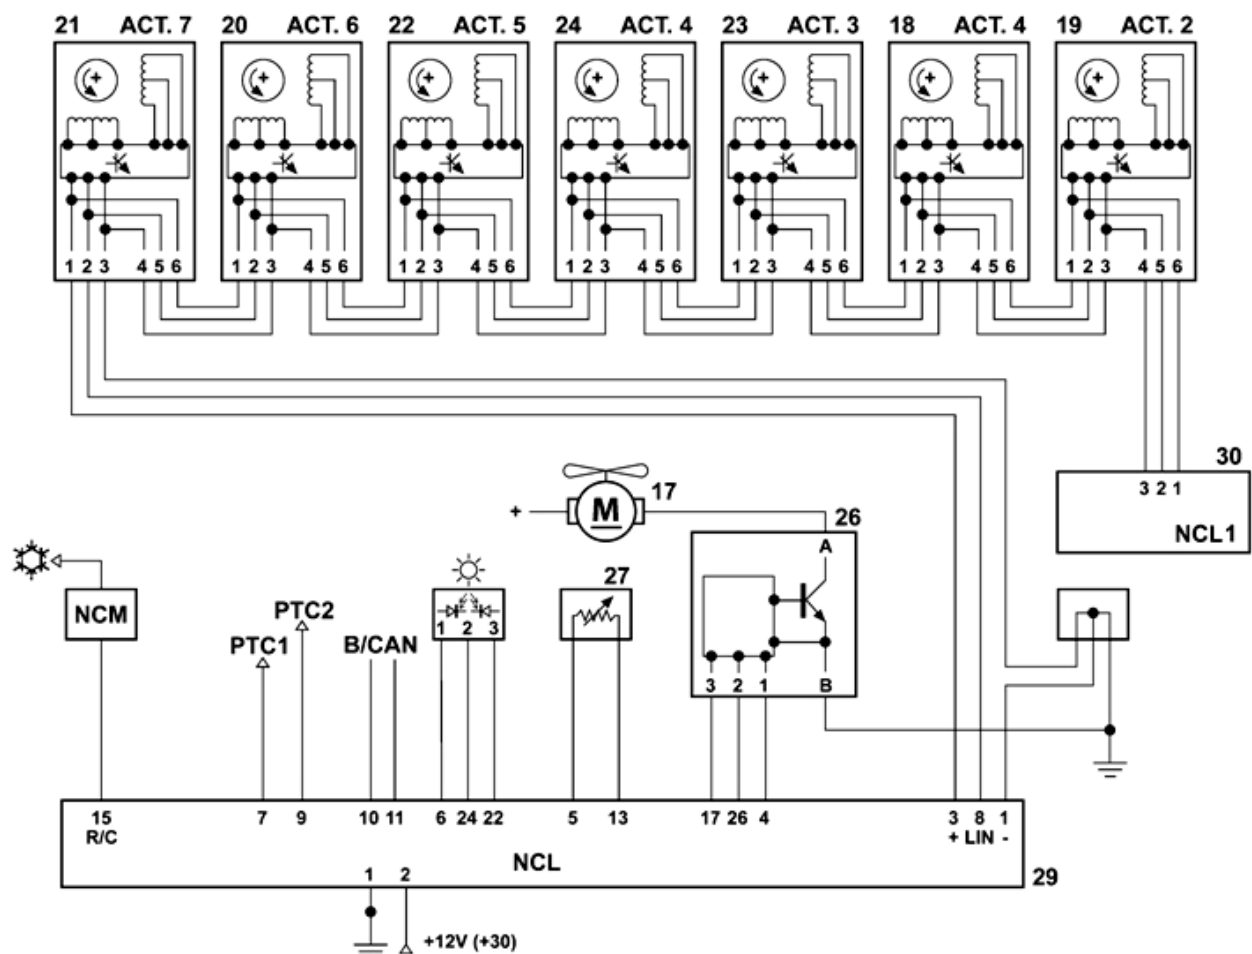 21 ACT. 7 20 ACT. 6 22 ACT. 5 24 ACT. 4 23 ACT. 3 18 ACT. 4 19 ACT. 2
+ + + + + + +
1 2 3 4 5 6 1 2 3 4 5 6 1 2 3 4 5 6 1 2 3 4 5 6 1 2 3 4 5 6 1 2 3 4 5 6 1 2 3 4 5 6
30
3 2 1
NCL1
+ M 17
26
A
NCM
PTC2
PTC1
B/CAN
1 2 3
27
3 2 1 B
15 7 9 10 11 6 24 22 5 13 17 26 4 3 8 1
R/C + LIN -
NCL
29
1 2
+12V (+30)